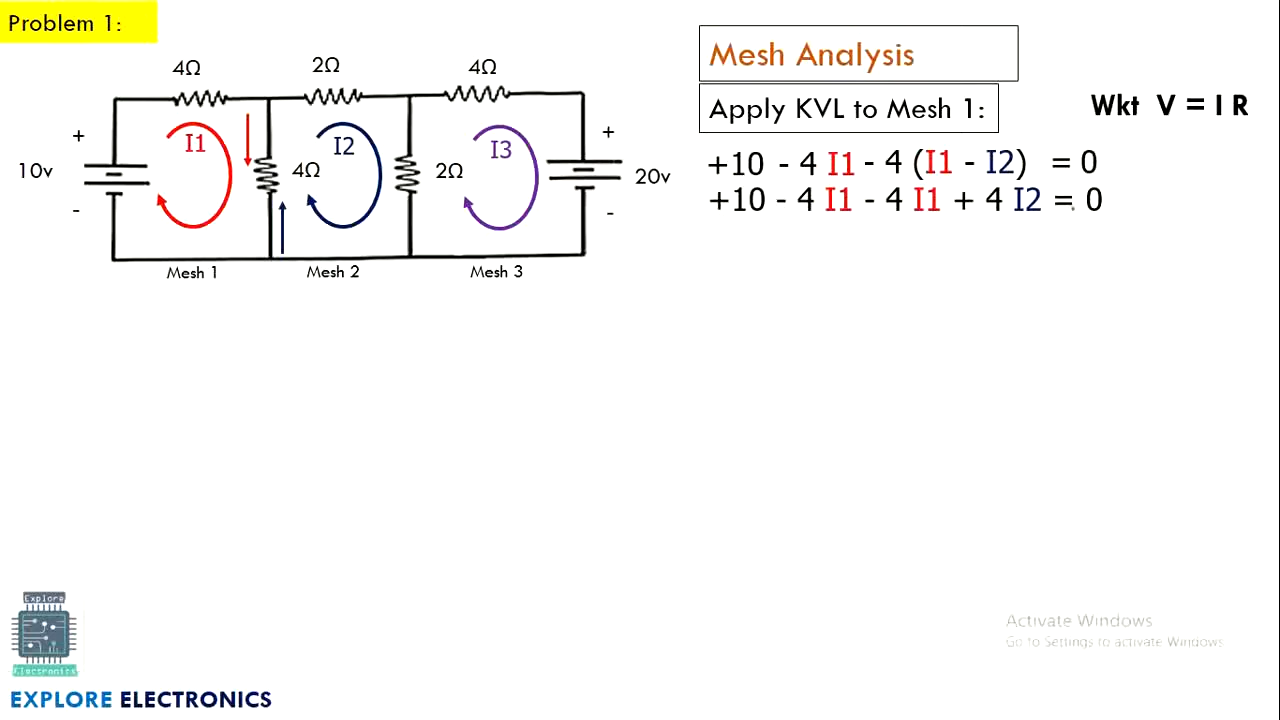 Problem 1:
4Ω
2Ω
4Ω
+
10v
-
I1
4Ω
I2
2Ω
I3
+
20v
-
Mesh 1
Mesh 2
Mesh 3
Mesh Analysis
Apply KVL to Mesh 1:
Wkt V = I R
+10 - 4 I1 - 4 (I1 - I2) = 0
+10 - 4 I1 - 4 I1 + 4 I2 = 0
Explore
Electronics
EXPLORE ELECTRONICS
Activate Windows
Go to Settings to activate Windows